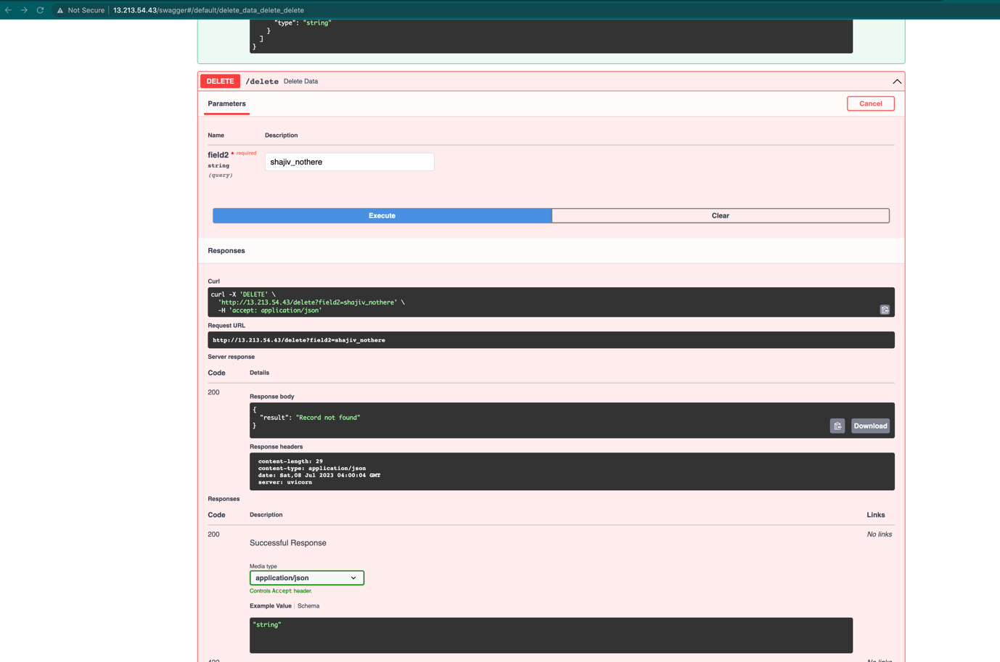 Not Secure | 13.213.54.43/swagger#/default/delete_data_delete_delete
"type": "string"
}
]
}
DELETE /delete Delete Data
Parameters
Cancel
Name Description
field2 * required
string
(query)
shajiv_nothere
Execute Clear
Responses
Curl
curl -X 'DELETE' \
'http://13.213.54.43/delete?field2=shajiv_nothere' \
-H 'accept: application/json'
Request URL
http://13.213.54.43/delete?field2=shajiv_nothere
Server response
Code Details
200
Response body
{
"result": "Record not found"
}
Download
Response headers
content-length: 29
content-type: application/json
date: Sat,08 Jul 2023 04:00:04 GMT
server: uvicorn
Responses
Code Description Links
200
Successful Response
No links
Media type
application/json
Controls Accept header.
Example Value | Schema
"string"
422
No links